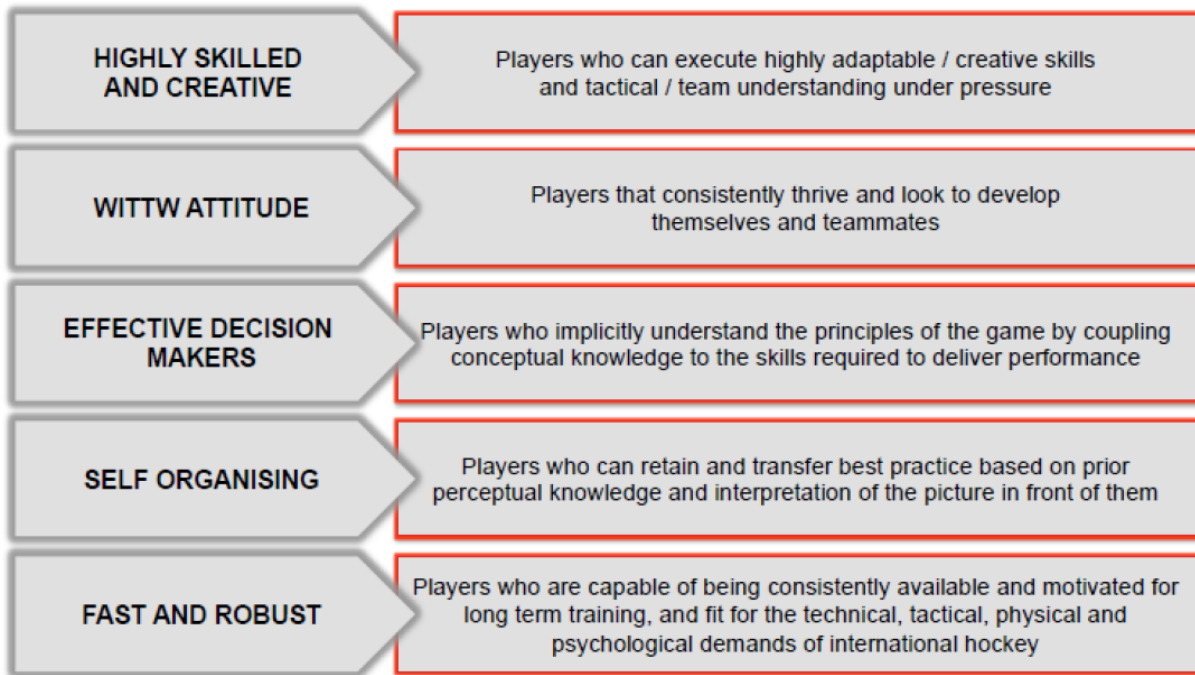 HIGHLY SKILLED
AND CREATIVE
Players who can execute highly adaptable / creative skills
and tactical / team understanding under pressure
WITTW ATTITUDE
Players that consistently thrive and look to develop
themselves and teammates
EFFECTIVE DECISION
MAKERS
Players who implicitly understand the principles of the game by coupling
conceptual knowledge to the skills required to deliver performance
SELF ORGANISING
Players who can retain and transfer best practice based on prior
perceptual knowledge and interpretation of the picture in front of them
FAST AND ROBUST
Players who are capable of being consistently available and motivated for
long term training, and fit for the technical, tactical, physical and
psychological demands of international hockey